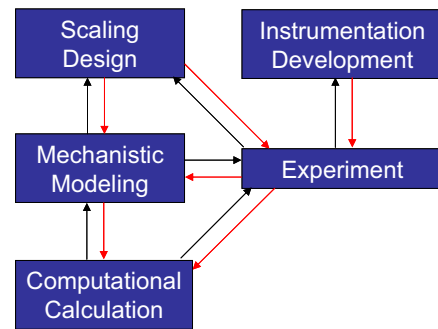 Scaling
Design
Instrumentation
Development
Mechanistic
Modeling
Experiment
Computational
Calculation